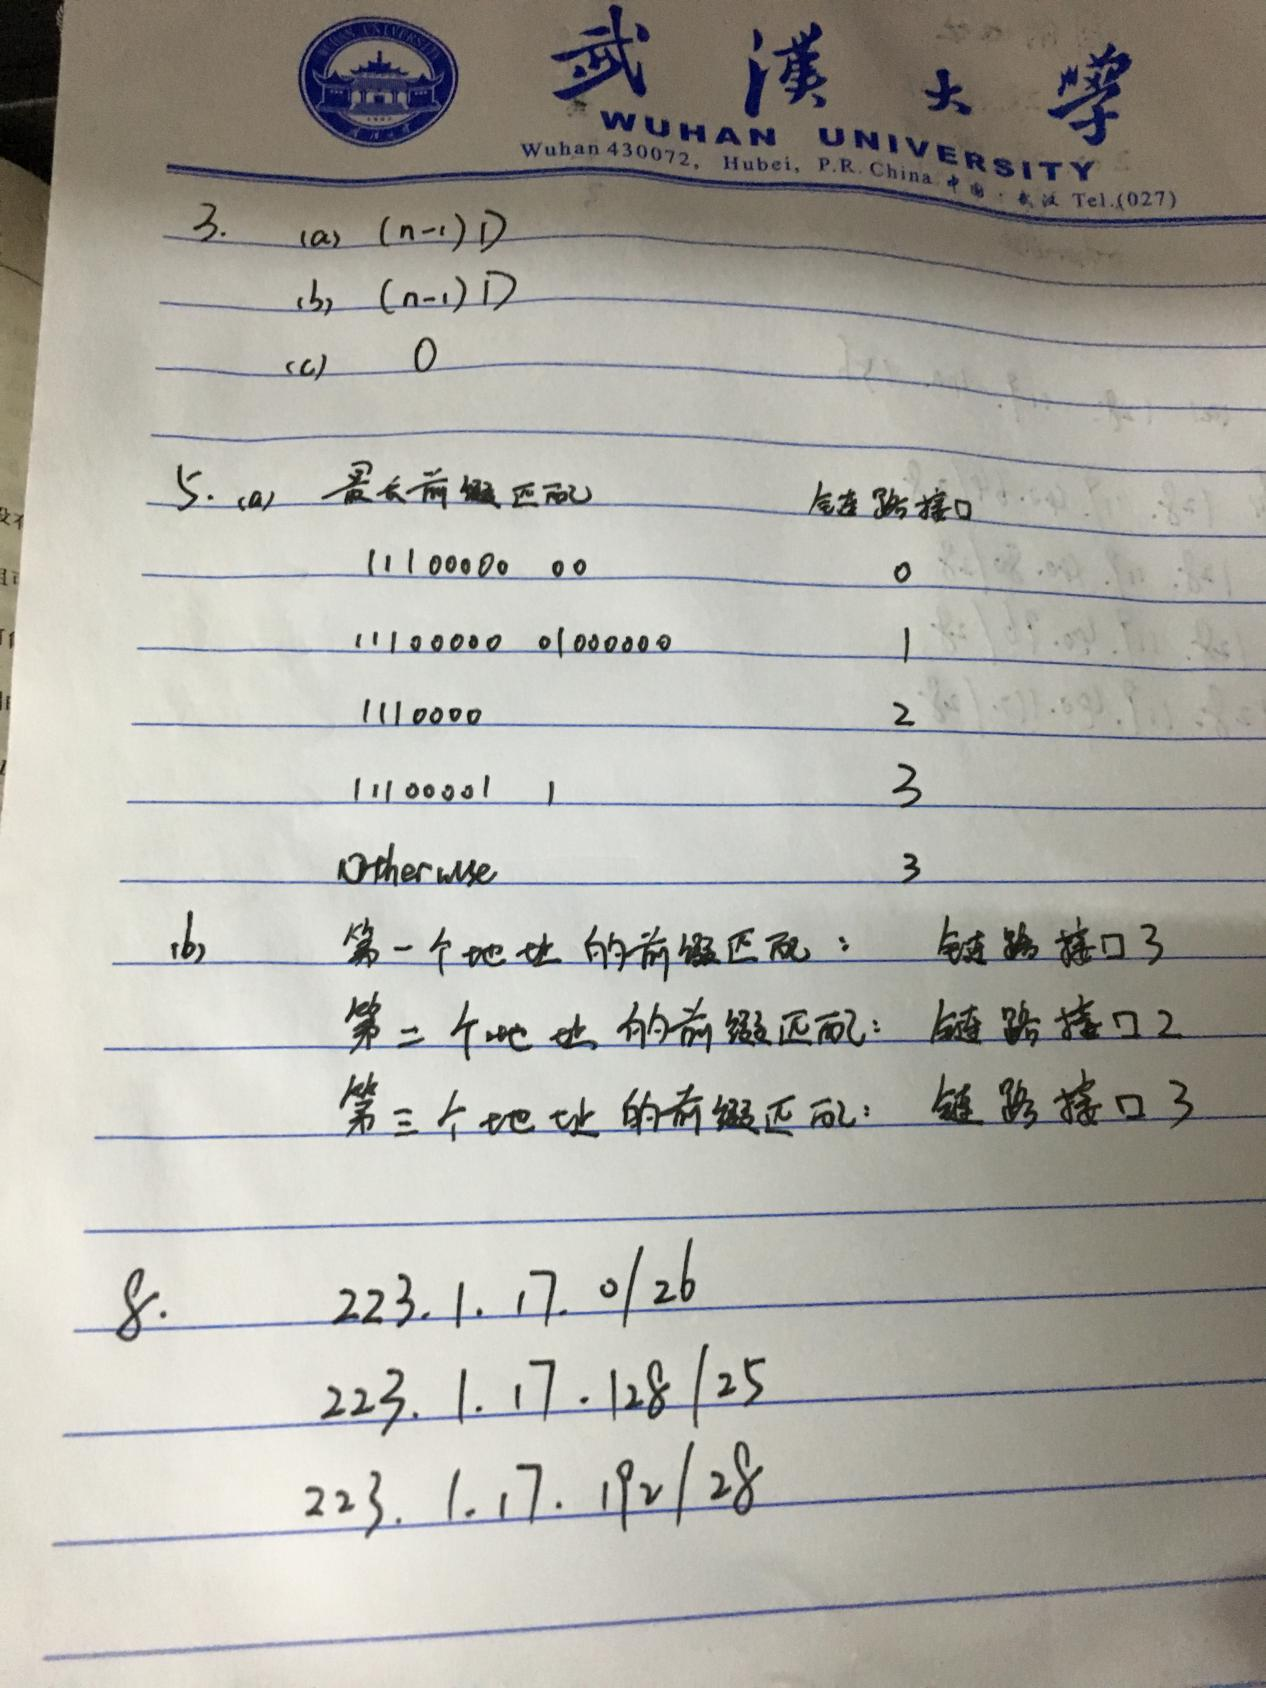 武漢大學
WUHAN UNIVERSITY
Wuhan 430072, Hubei, P.R. China 中国·武汉 Tel.(027)
3. (a) (n-1)D
(b) (n-1)D
(c) 0
5. (a) 最长前缀匹配 链路接口
11100000 00 0
11100000 01000000 1
1110000 2
11100001 1 3
Otherwise 3
(b) 第一个地址的前缀匹配: 链路接口3
第二个地址的前缀匹配: 链路接口2
第三个地址的前缀匹配: 链路接口3
8. 223.1.17.0/26
223.1.17.128/25
223.1.17.192/28